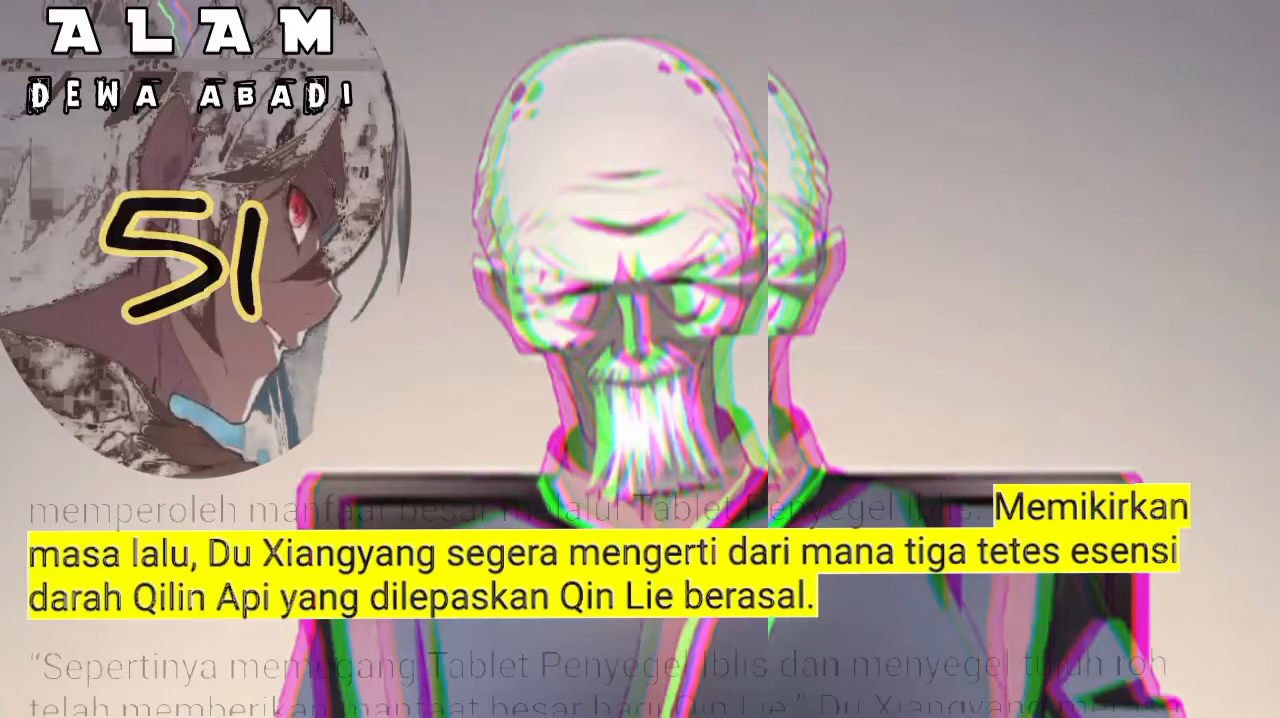 ALAM
DEWA ABADI
51
memperoleh manfaat besar melalui Tablet Penyegel Iblis. Memikirkan
masa lalu, Du Xiangyang segera mengerti dari mana tiga tetes esensi
darah Qilin Api yang dilepaskan Qin Lie berasal.
“Sepertinya memegang Tablet Penyegel Iblis dan menyegel tujuh roh
telah memberikan manfaat besar bagi Qin Lie,” Du Xiangyang